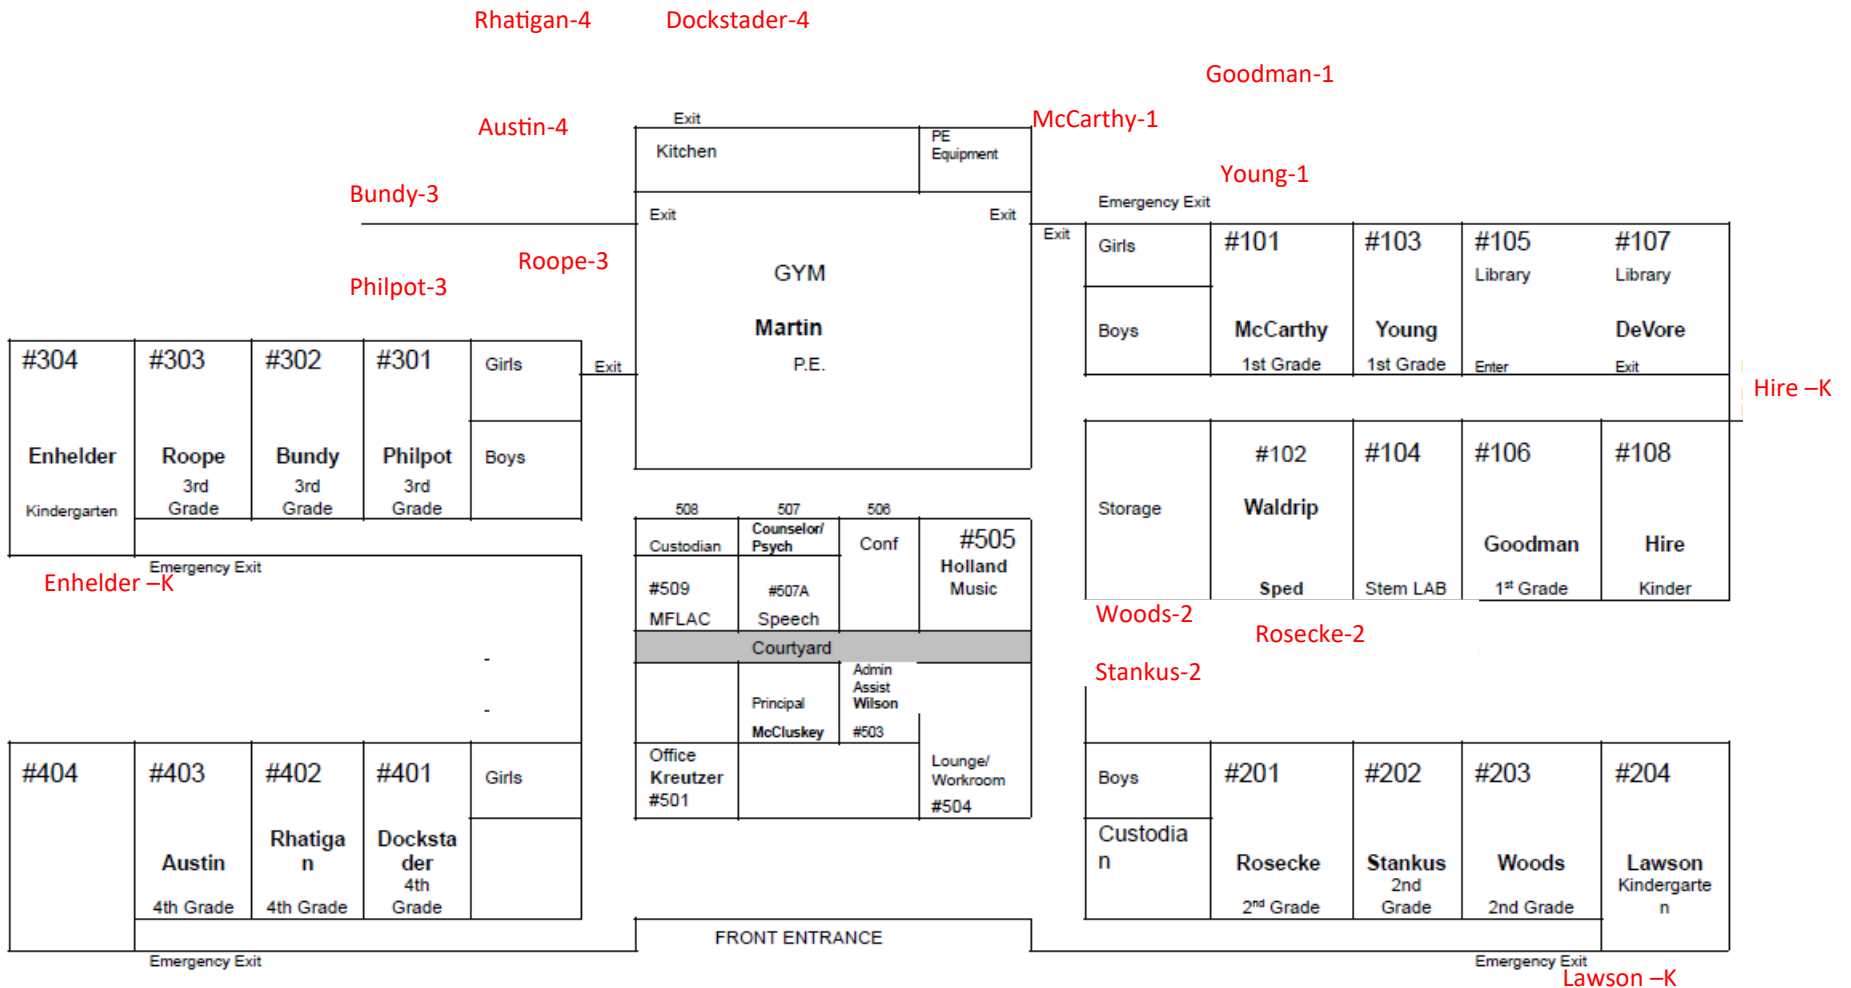 Rhatigan-4
Dockstader-4
Goodman-1
McCarthy-1
Austin-4
Young-1
Bundy-3
Roope-3
Philpot-3
Exit
Kitchen
PE
Equipment
Exit
Exit
GYM
Martin
P.E.
Exit
Emergency Exit
Girls
Boys
#101
McCarthy
1st Grade
#103
Young
1st Grade
#105
Library
Enter
#107
Library
DeVore
Exit
Hire –K
#304
Enhelder
Kindergarten
#303
Roope
3rd
Grade
#302
Bundy
3rd
Grade
#301
Philpot
3rd
Grade
Girls
Boys
Exit
Emergency Exit
Enhelder –K
Storage
#102
Waldrip
Sped
#104
Stem LAB
#106
Goodman
1st Grade
#108
Hire
Kinder
508
Custodian
#509
MFLAC
507
Counselor/
Psych
#507A
Speech
506
Conf
#505
Holland
Music
Courtyard
Principal
McCluskey
Admin
Assist
Wilson
#503
Office
Kreutzer
#501
Lounge/
Workroom
#504
Woods-2
Rosecke-2
Stankus-2
-
-
#404
#403
Austin
4th Grade
#402
Rhatiga
n
4th Grade
#401
Docksta
der
4th
Grade
Girls
Boys
Custodia
n
#201
Rosecke
2nd Grade
#202
Stankus
2nd
Grade
#203
Woods
2nd Grade
#204
Lawson
Kindergarte
n
FRONT ENTRANCE
Emergency Exit
Emergency Exit
Lawson –K